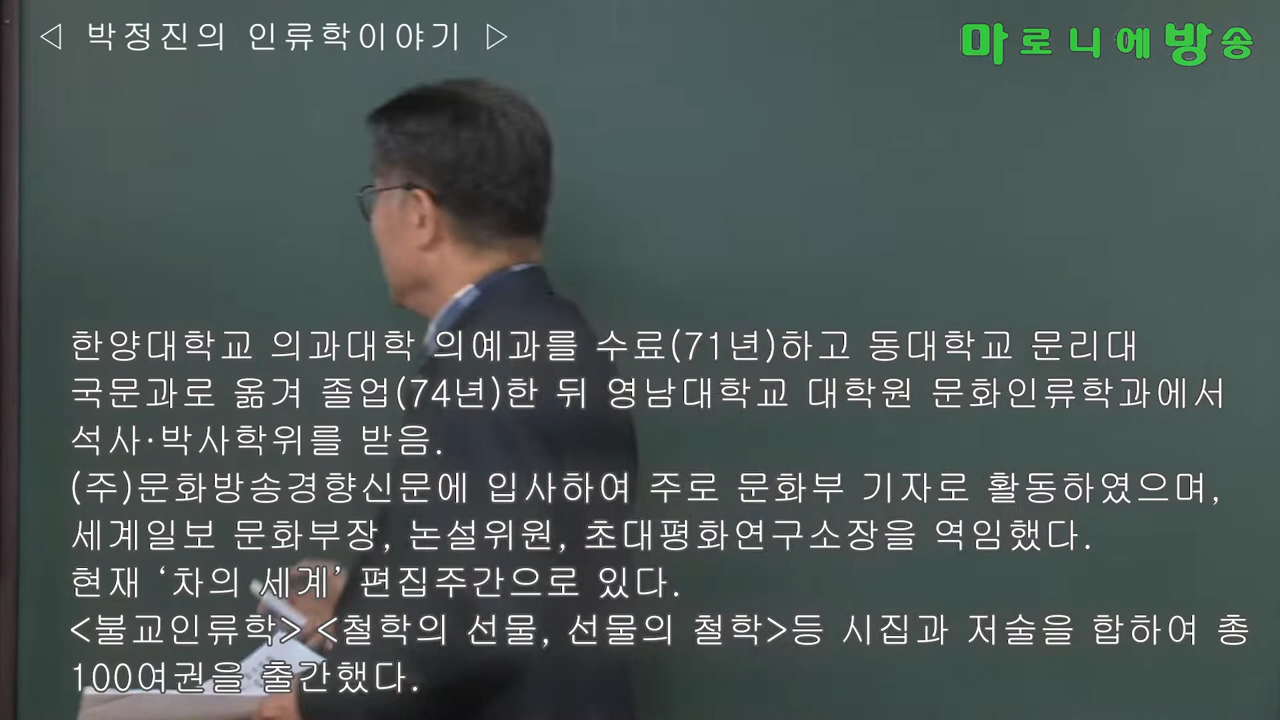 ◁ 박정진의 인류학이야기 ▷
마로니에방송
한양대학교 의과대학 의예과를 수료(71년)하고 동대학교 문리대
국문과로 옮겨 졸업(74년)한 뒤 영남대학교 대학원 문화인류학과에서
석사·박사학위를 받음.
(주)문화방송경향신문에 입사하여 주로 문화부 기자로 활동하였으며,
세계일보 문화부장, 논설위원, 초대평화연구소장을 역임했다.
현재 ‘차의 세계’ 편집주간으로 있다.
<불교인류학> <철학의 선물, 선물의 철학>등 시집과 저술을 합하여 총
100여권을 출간했다.